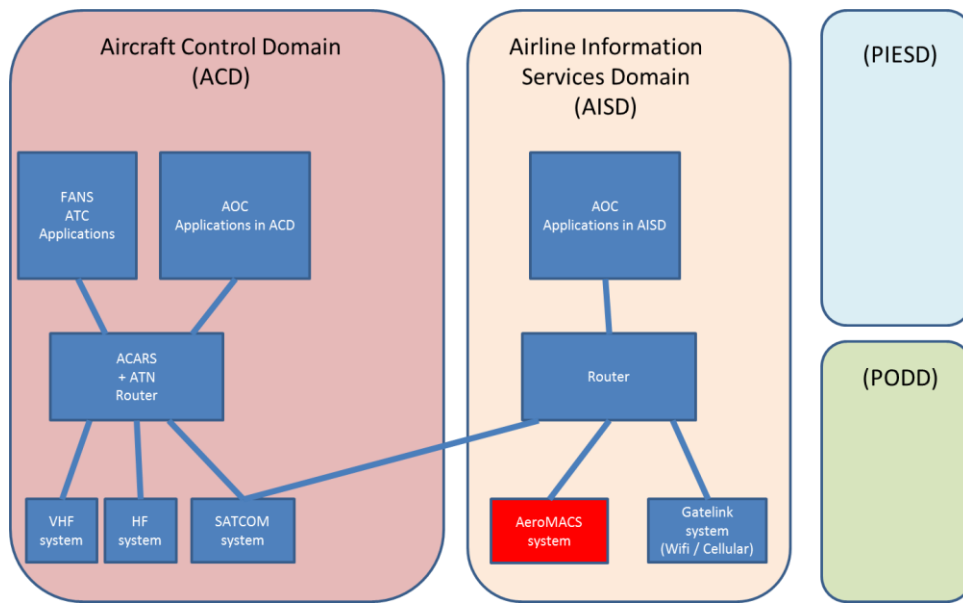 Aircraft Control Domain
(ACD)
Airline Information
Services Domain
(AISD)
(PIESD)
FANS
ATC
Applications
AOC
Applications in ACD
AOC
Applications in AISD
ACARS
+ ATN
Router
Router
(PODD)
VHF
system
HF
system
SATCOM
system
AeroMACS
system
Gatelink
system
(Wifi / Cellular)